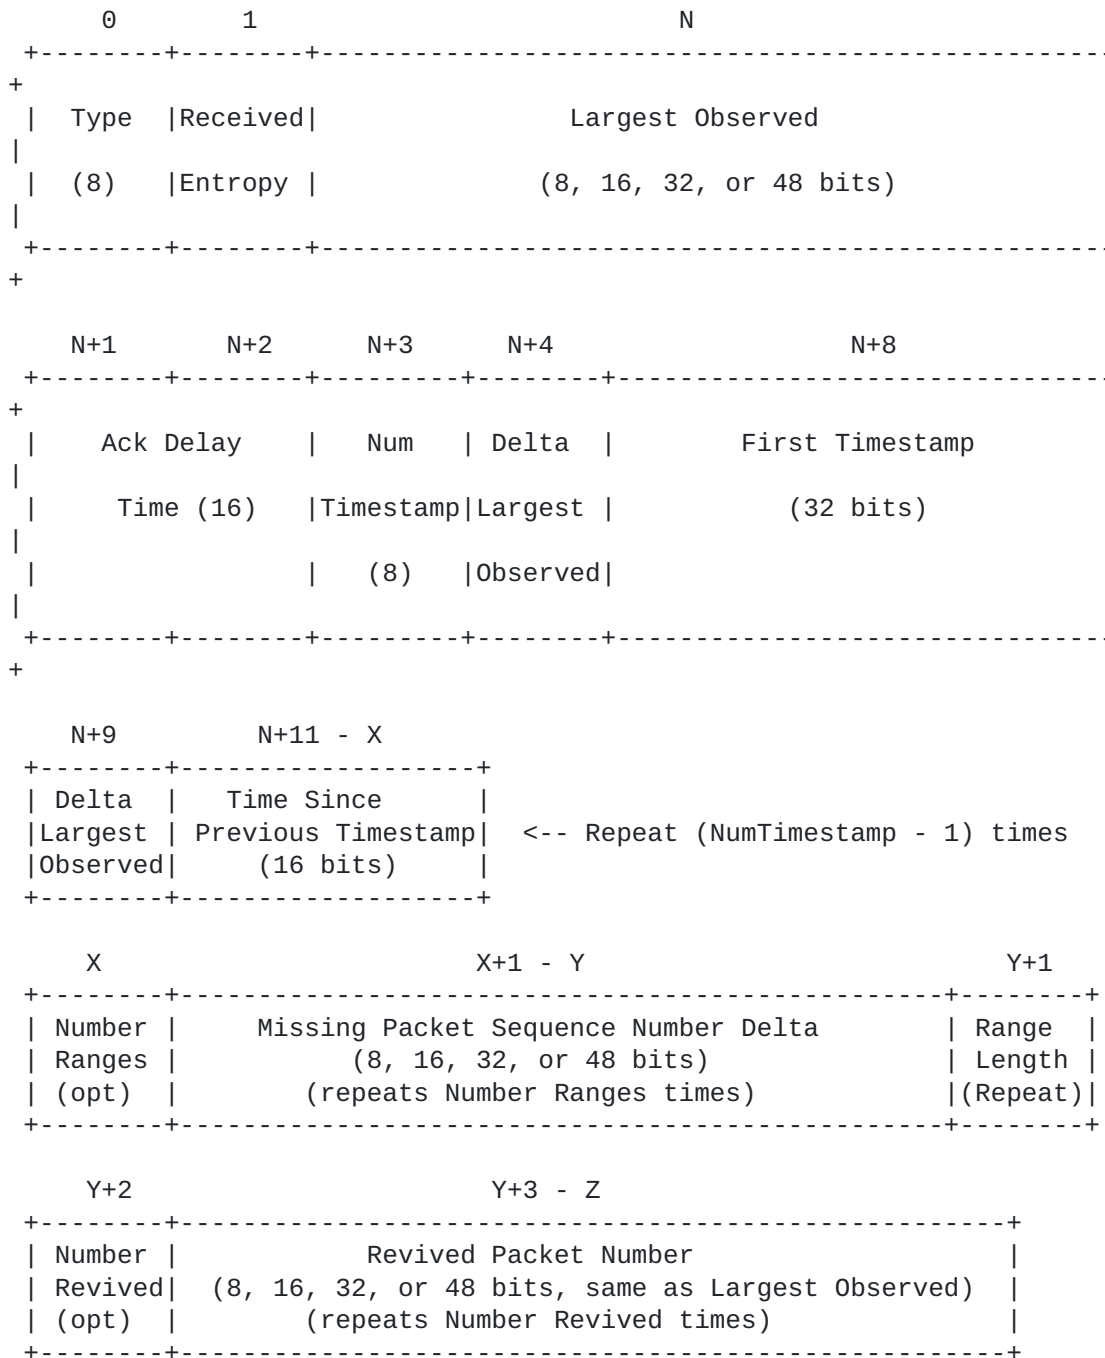 0        1                           N
 +--------+--------+---------------------------------------------------
+
 |  Type  |Received|                Largest Observed
|
 |  (8)   |Entropy |              (8, 16, 32, or 48 bits)
|
 +--------+--------+---------------------------------------------------
+
    N+1       N+2      N+3      N+4                   N+8
 +--------+--------+---------+--------+--------------------------------
+
 |    Ack Delay    |   Num   | Delta  |        First Timestamp
|
 |     Time (16)   |Timestamp|Largest |           (32 bits)
|
 |                 |   (8)   |Observed|
|
 +--------+--------+---------+--------+--------------------------------
+
    N+9         N+11 - X
 +--------+-------------------+
 | Delta  |   Time Since      |
 |Largest | Previous Timestamp|  <-- Repeat (NumTimestamp - 1) times
 |Observed|     (16 bits)     |
 +--------+-------------------+
     X                        X+1 - Y                           Y+1
 +--------+-------------------------------------------------+--------+
 | Number |     Missing Packet Sequence Number Delta        | Range  |
 | Ranges |           (8, 16, 32, or 48 bits)               | Length |
 | (opt)  |        (repeats Number Ranges times)            |(Repeat)|
 +--------+-------------------------------------------------+--------+
     Y+2                       Y+3 - Z
 +--------+-----------------------------------------------------+
 | Number |            Revived Packet Number                    |
 | Revived|  (8, 16, 32, or 48 bits, same as Largest Observed)  |
 | (opt)  |        (repeats Number Revived times)               |
 +--------+-----------------------------------------------------+